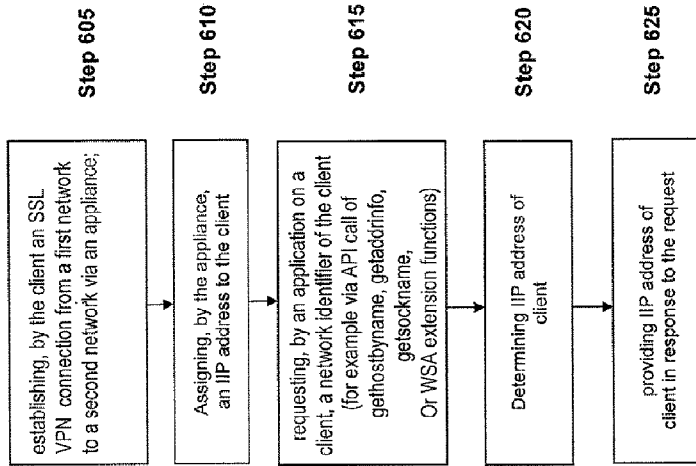 establishing, by the client an SSL
VPN connection from a first network
to a second network via an appliance;
Step 605
Assigning, by the appliance,
an IIP address to the client
Step 610
requesting, by an application on a
client, a network identifier of the client
(for example via API call of
gethostbyname, getaddrinfo,
getsockname,
Or WSA extension functions)
Step 615
Determining IIP address of
client
Step 620
providing IIP address of
client in response to the request
Step 625